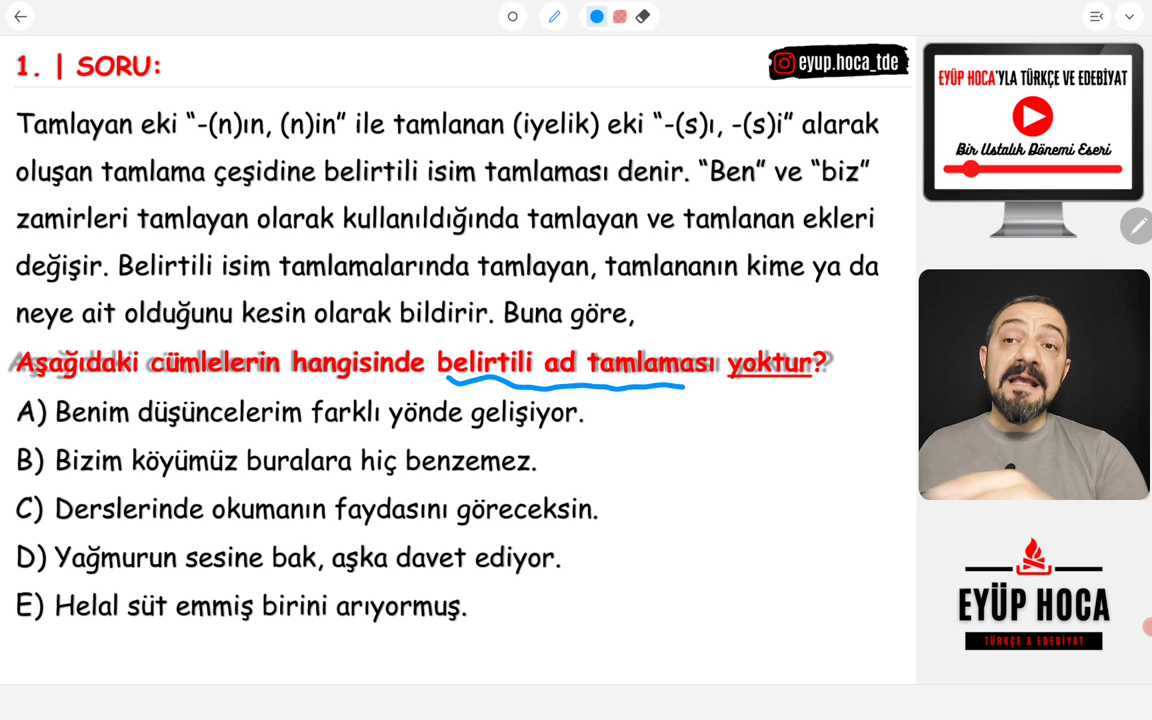 1. | SORU:
eyup.hoca_tde
Tamlayan eki “-(n)ın, (n)in” ile tamlanan (iyelik) eki “-(s)ı, -(s)i” alarak
oluşan tamlama çeşidine belirtili isim tamlaması denir. “Ben” ve “biz”
zamirleri tamlayan olarak kullanıldığında tamlayan ve tamlanan ekleri
değişir. Belirtili isim tamlamalarında tamlayan, tamlananın kime ya da
neye ait olduğunu kesin olarak bildirir. Buna göre,
Aşağıdaki cümlelerin hangisinde belirtili ad tamlaması yoktur?
A) Benim düşüncelerim farklı yönde gelişiyor.
B) Bizim köyümüz buralara hiç benzemez.
C) Derslerinde okumanın faydasını göreceksin.
D) Yağmurun sesine bak, aşka davet ediyor.
E) Helal süt emmiş birini arıyormuş.
EYÜP HOCA'YLA TÜRKÇE VE EDEBİYAT
Bir Ustalık Dönemi Eseri
EYÜP HOCA
TÜRKÇE & EDEBİYAT